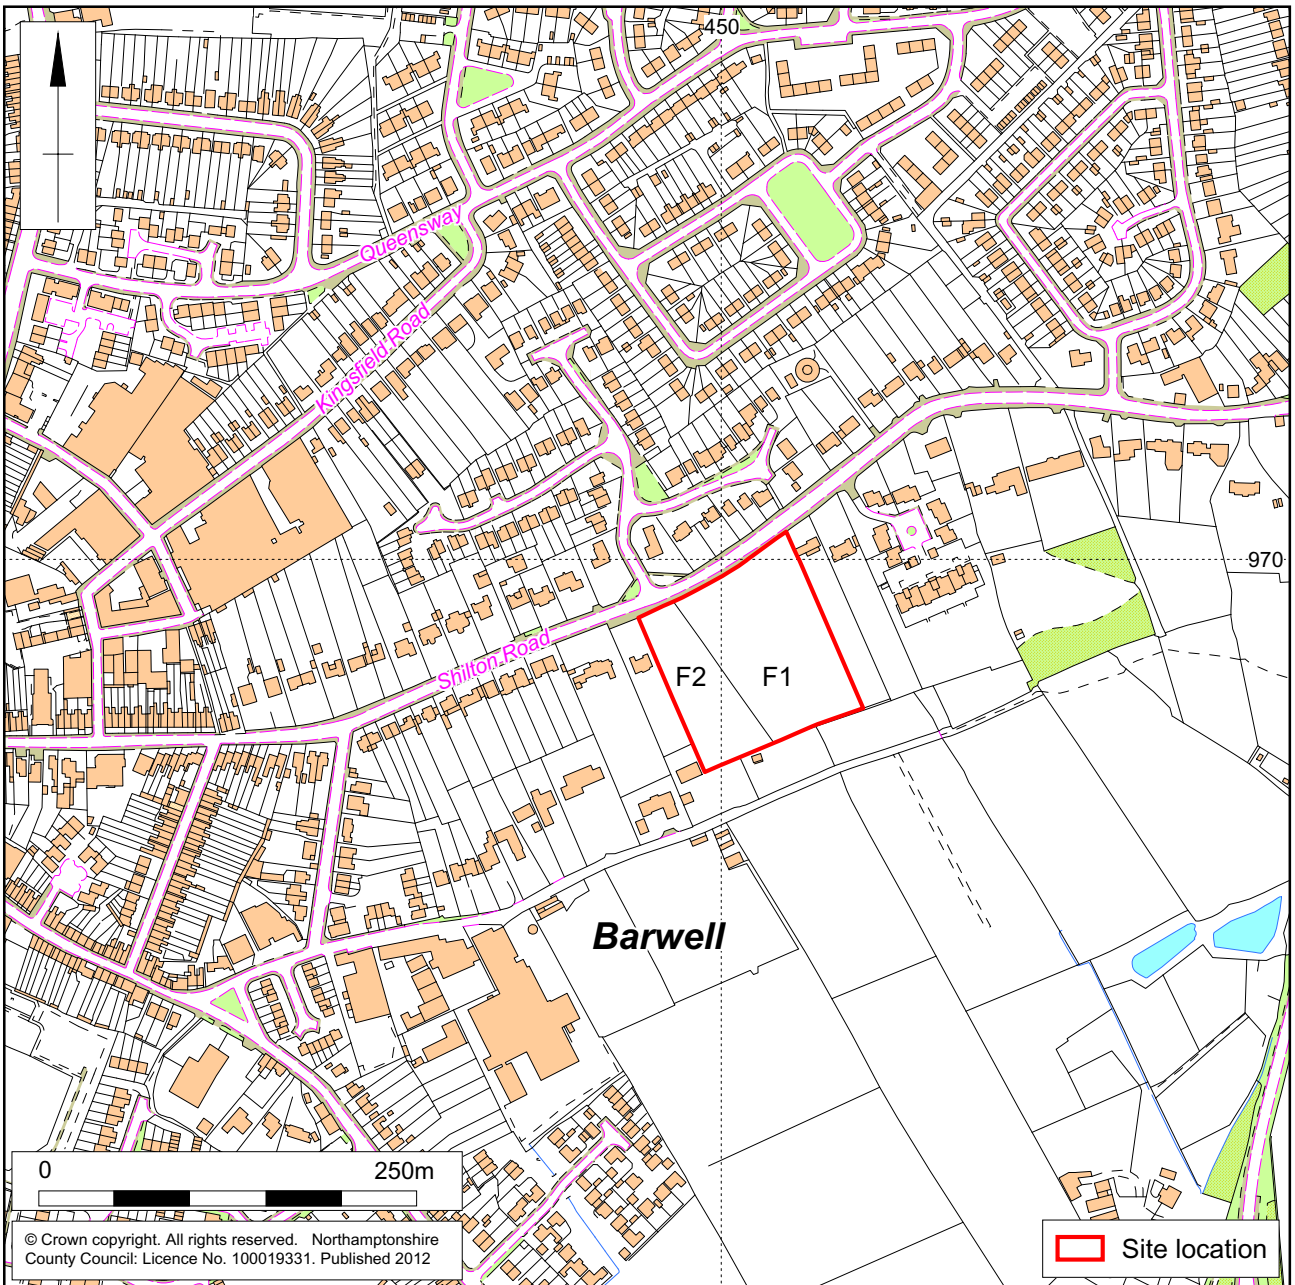 450
Queensway
Kingsfield Road
970
Shilton Road
F2
F1
Barwell
0 250m
© Crown copyright. All rights reserved. Northamptonshire
County Council: Licence No. 100019331. Published 2012
Site location